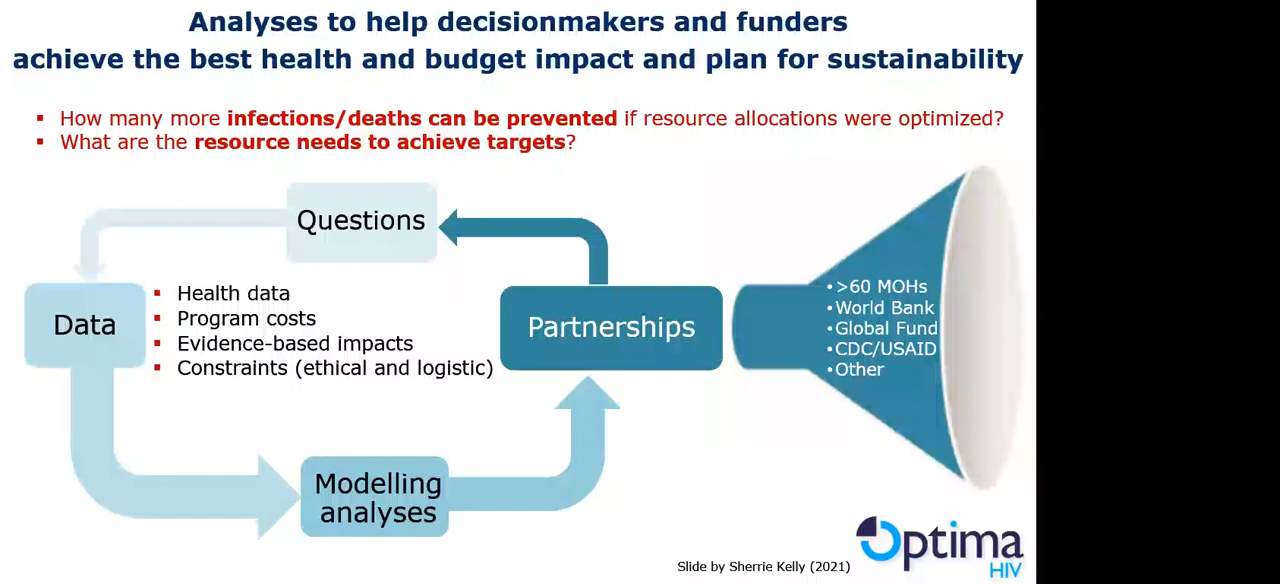 Analyses to help decisionmakers and funders
achieve the best health and budget impact and plan for sustainability
▪ How many more infections/deaths can be prevented if resource allocations were optimized?
▪ What are the resource needs to achieve targets?
Questions
Data
▪ Health data
▪ Program costs
▪ Evidence-based impacts
▪ Constraints (ethical and logistic)
Partnerships
•>60 MOHs
•World Bank
•Global Fund
•CDC/USAID
•Other
Modelling
analyses
Slide by Sherrie Kelly (2021)
Optima
HIV